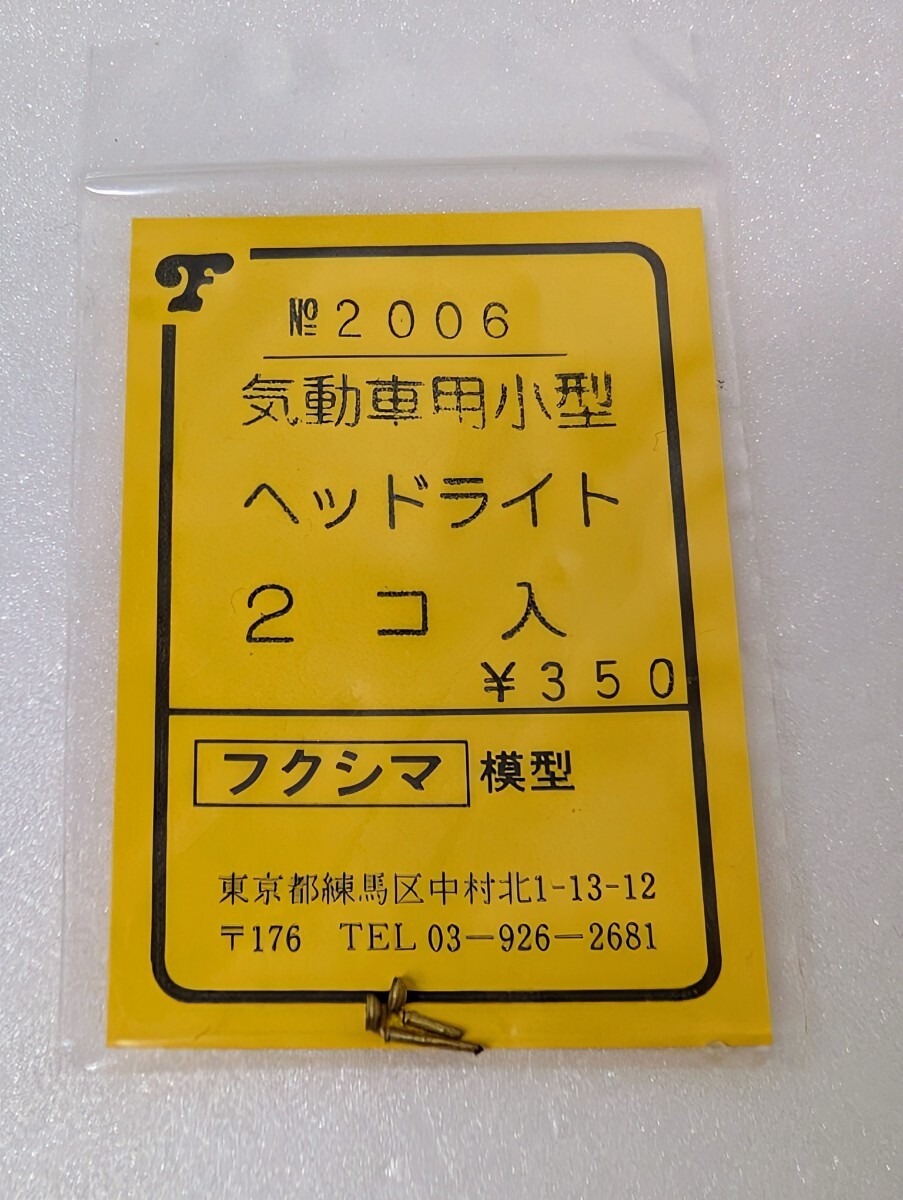 F
№2006
気動車用小型
ヘッドライト
2コ入
¥350
フクシマ 模型
東京都練馬区中村北1-13-12
〒176 TEL 03-926-2681